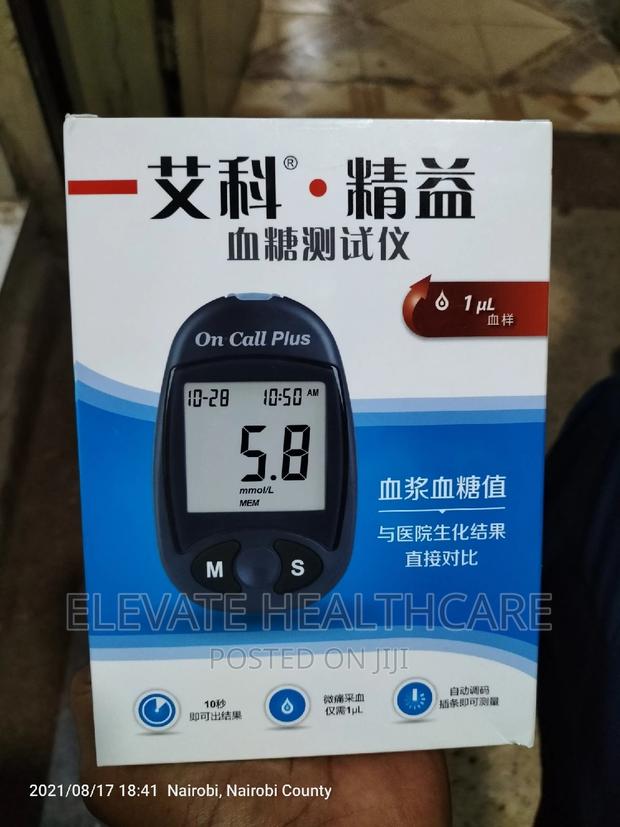 艾科®·精益
血糖测试仪
1 µL
血样
On Call Plus
10-28 10:50 AM
5.8
mmol/L
MEM
M S
血浆血糖值
与医院生化结果
直接对比
ELEVATE HEALTHCARE
POSTED ON JIJI
10秒
即可出结果
微痛采血
仅需1µL
自动调码
插条即可测量
2021/08/17 18:41 Nairobi, Nairobi County